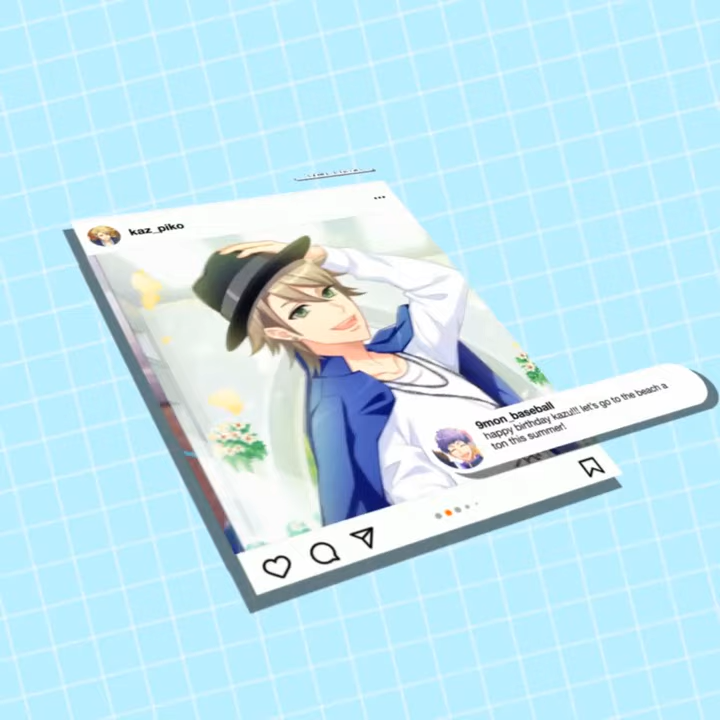 kaz_piko
9mon_baseball
happy birthday kazu!!! let's go to the beach a
ton this summer!